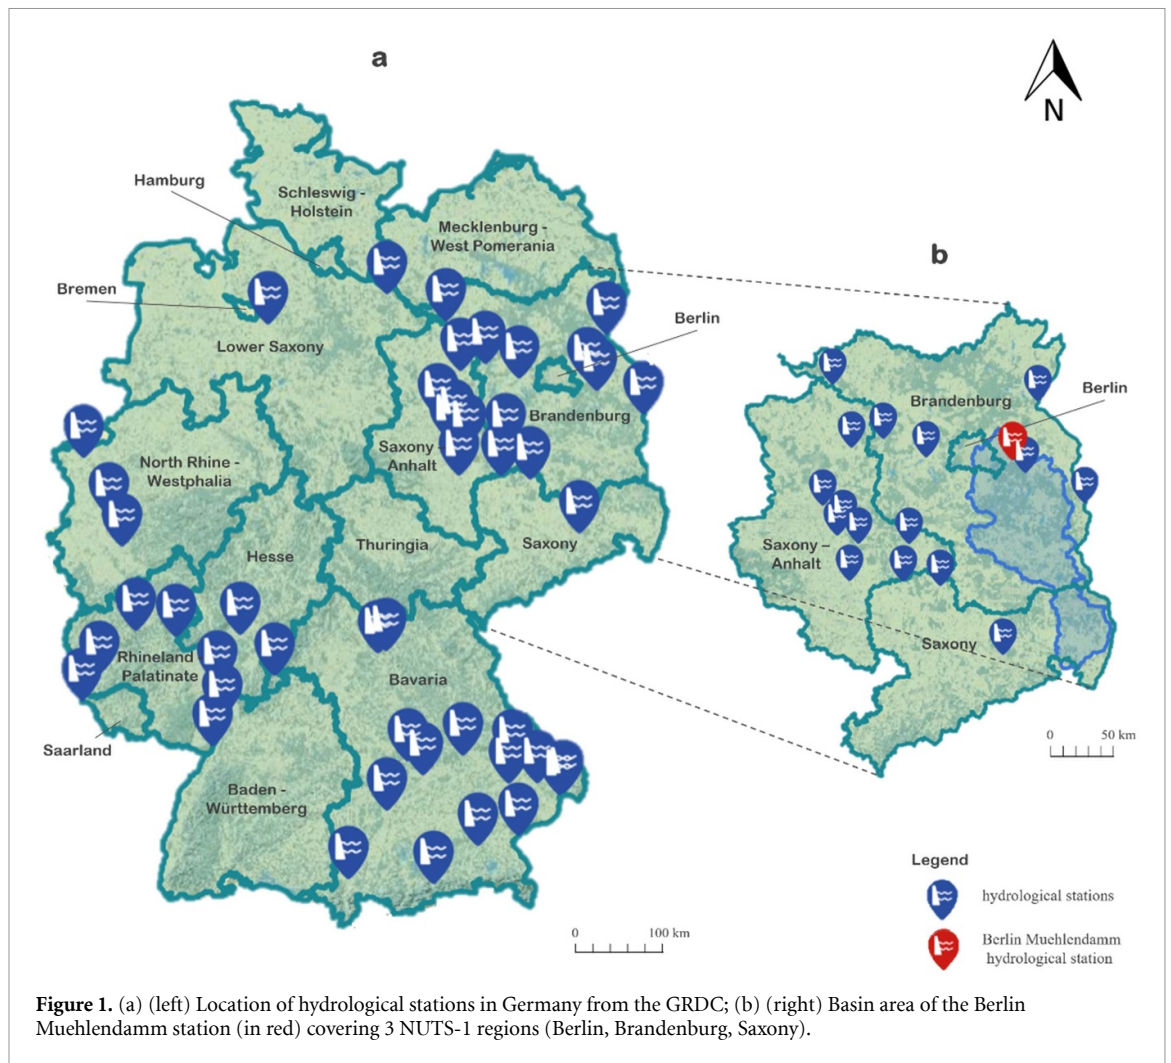 a
N
Hamburg
Schleswig -
Holstein
Mecklenburg -
West Pomerania
b
Bremen
Lower Saxony
Berlin
Brandenburg
Saxony -
Anhalt
North Rhine -
Westphalia
Hesse
Thuringia
Saxony
Rhineland
Palatinate
Bavaria
Saarland
Baden -
Württemberg
0 100 km
Berlin
Brandenburg
Saxony –
Anhalt
Saxony
0 50 km
Legend
hydrological stations
Berlin Muehlendamm
hydrological station
Figure 1. (a) (left) Location of hydrological stations in Germany from the GRDC; (b) (right) Basin area of the Berlin
Muehlendamm station (in red) covering 3 NUTS-1 regions (Berlin, Brandenburg, Saxony).